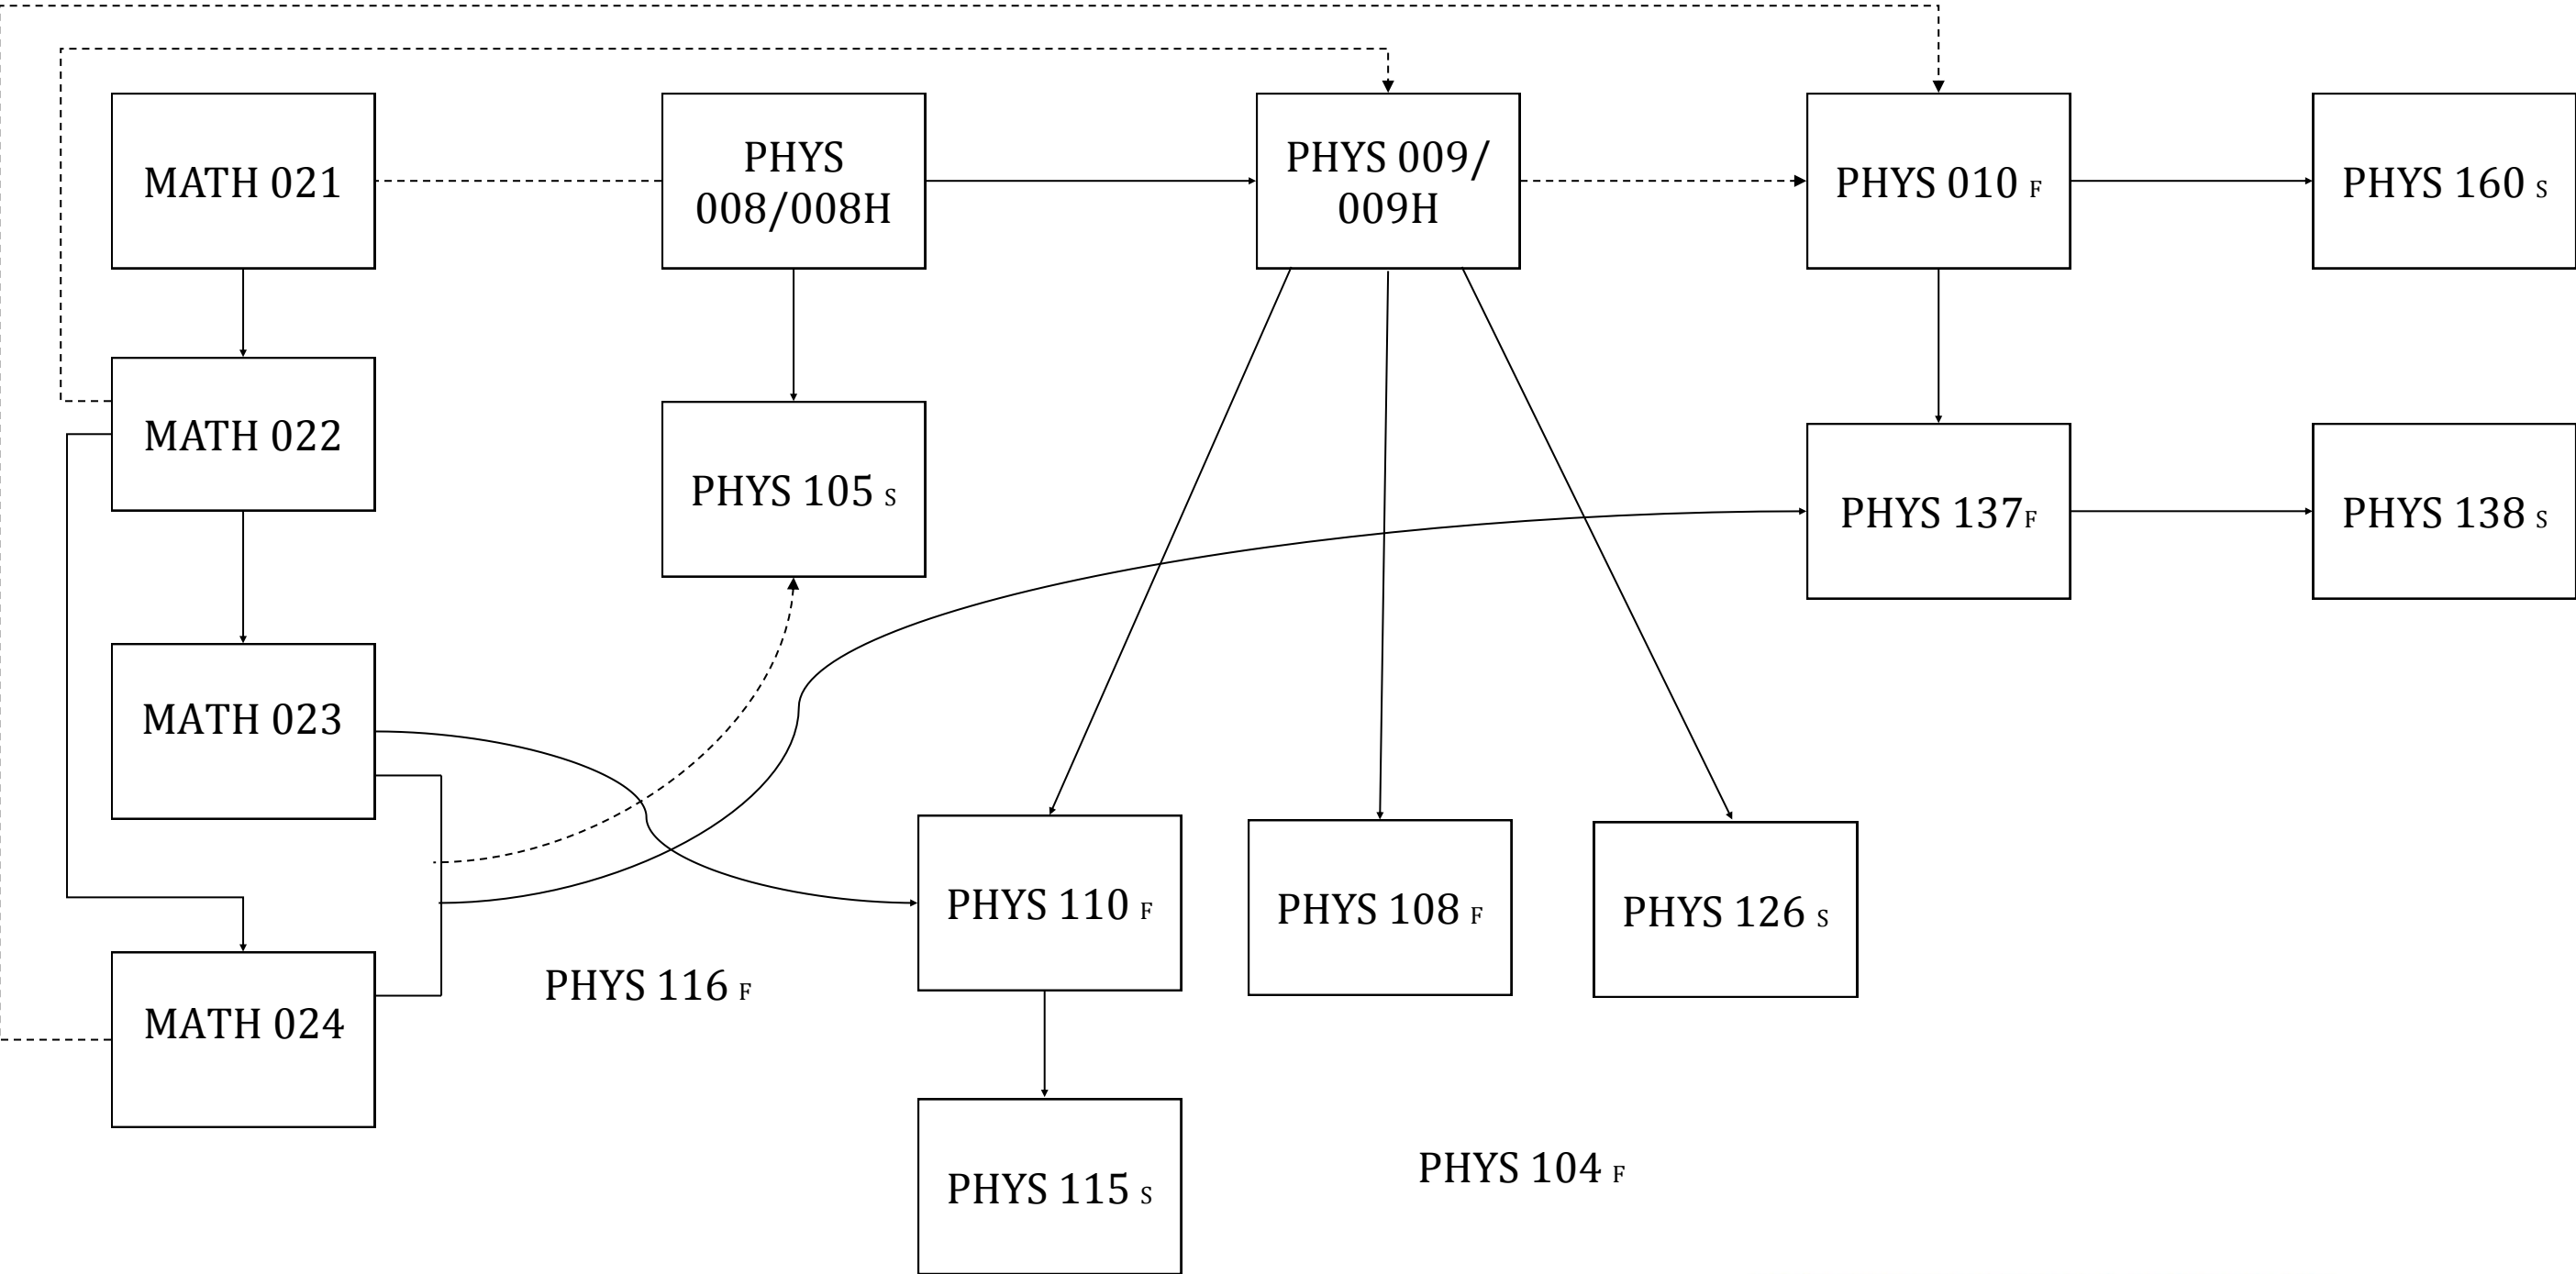 MATH 021
PHYS
008/008H
PHYS 009/
009H
PHYS 010 F
PHYS 160 S
MATH 022
PHYS 105 S
PHYS 137F
PHYS 138 S
MATH 023
PHYS 110 F
PHYS 108 F
PHYS 126 S
PHYS 116 F
MATH 024
PHYS 115 S
PHYS 104 F